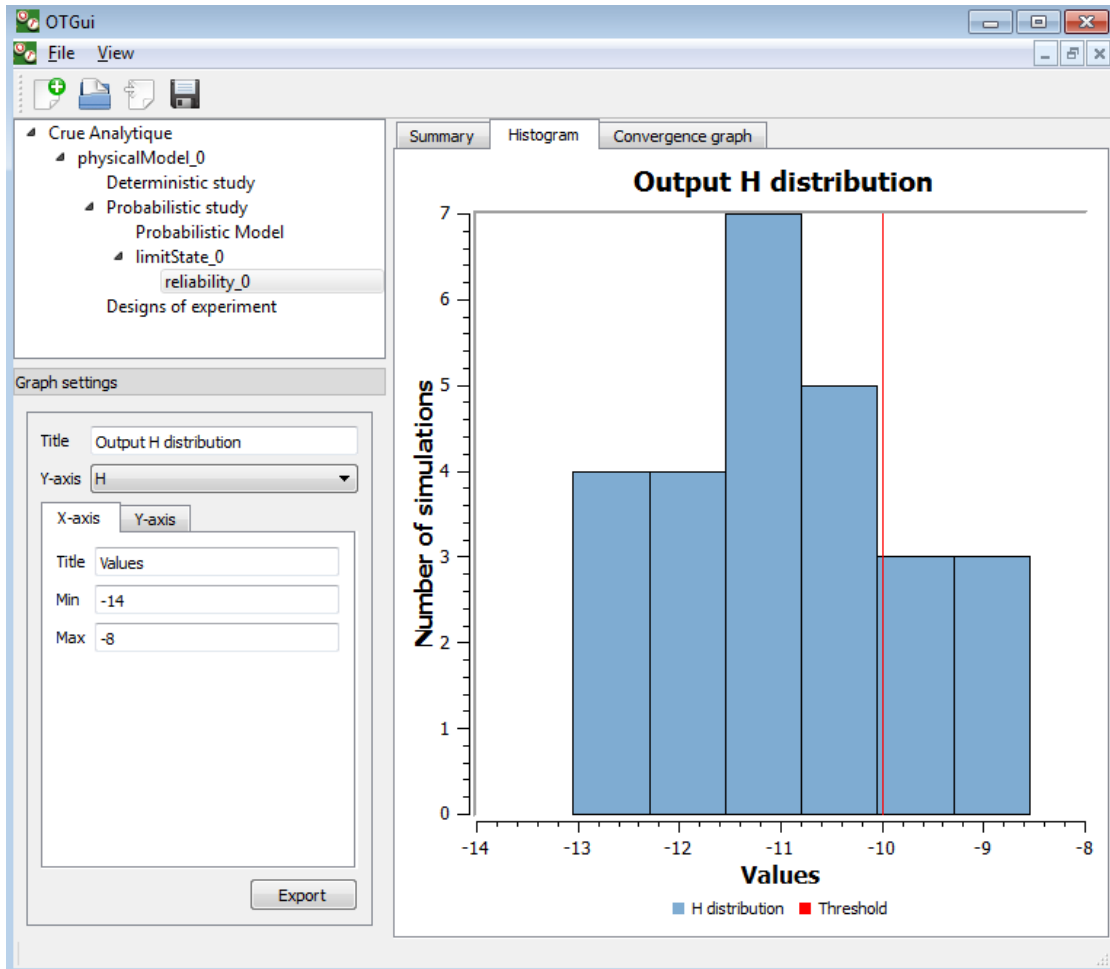 OTGui
File View
Crue Analytique
physicalModel_0
Deterministic study
Probabilistic study
Probabilistic Model
limitState_0
reliability_0
Designs of experiment
Graph settings
Title Output H distribution
Y-axis H
X-axis Y-axis
Title Values
Min -14
Max -8
Export
Summary Histogram Convergence graph
Output H distribution
Number of simulations
7
6
5
4
3
2
1
0
-14 -13 -12 -11 -10 -9 -8
Values
H distribution Threshold